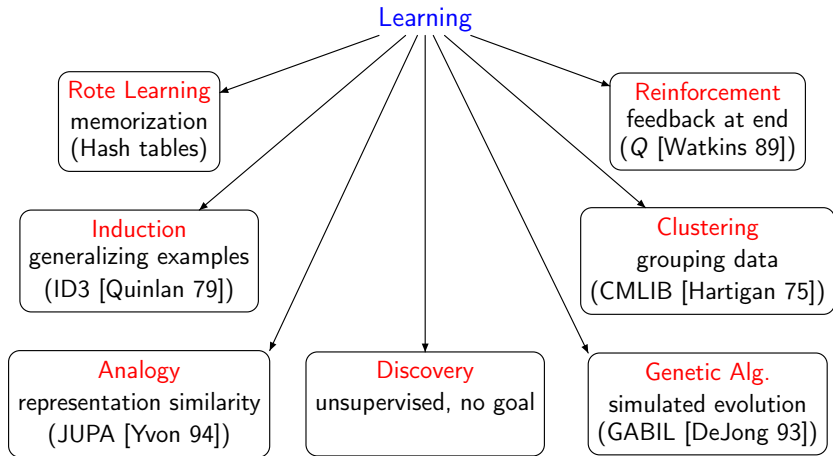 Learning
Rote Learning
memorization
(Hash tables)
Reinforcement
feedback at end
(Q [Watkins 89])
Induction
generalizing examples
(ID3 [Quinlan 79])
Clustering
grouping data
(CMLIB [Hartigan 75])
Analogy
representation similarity
(JUPA [Yvon 94])
Discovery
unsupervised, no goal
Genetic Alg.
simulated evolution
(GABIL [DeJong 93])